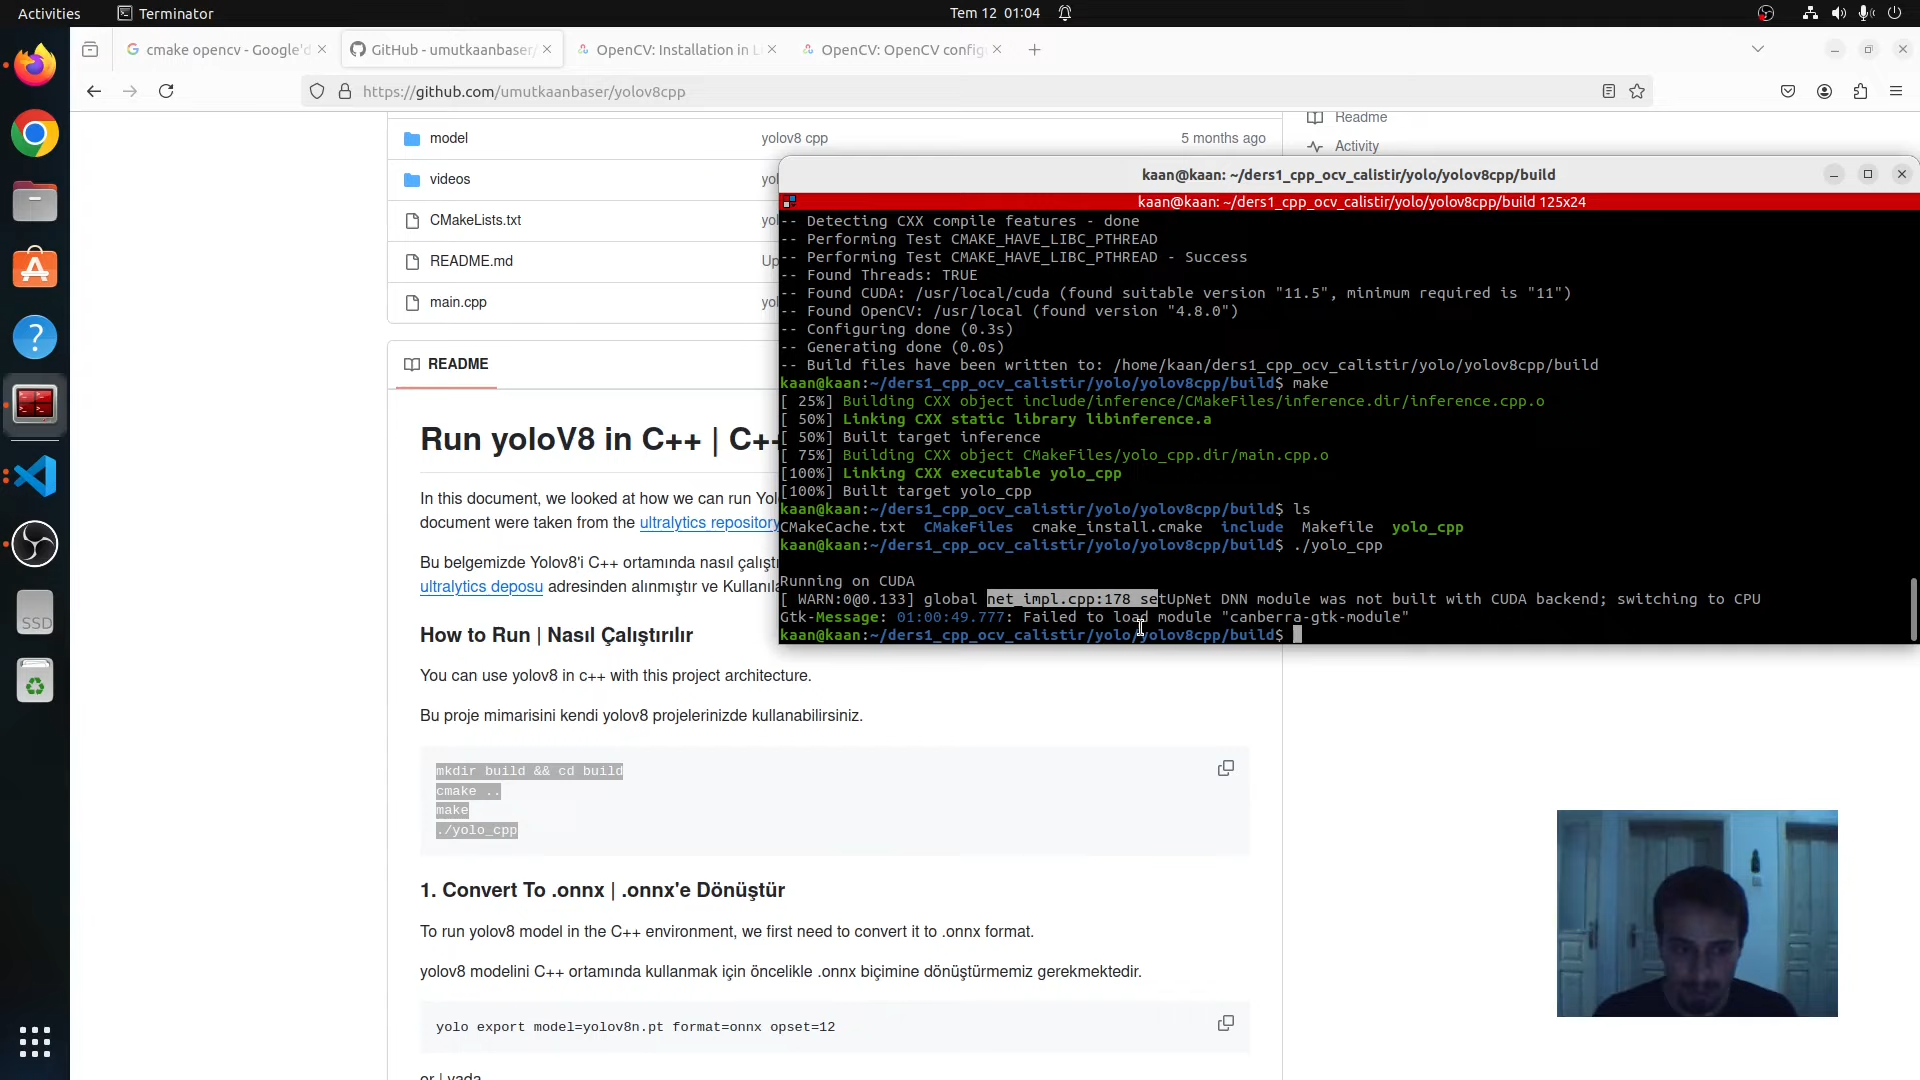 Activities
Terminator
Tem 12 01:04
cmake opencv - Google'd
GitHub - umutkaanbaser/
OpenCV: Installation in L
OpenCV: OpenCV config
https://github.com/umutkaanbaser/yolov8cpp
model
yolov8 cpp
5 months ago
videos
CMakeLists.txt
README.md
main.cpp
README
Readme
Activity
Run yoloV8 in C++ | C++
In this document, we looked at how we can run Yol
document were taken from the ultralytics repository
Bu belgemizde Yolov8'i C++ ortamında nasıl çalıştı
ultralytics deposu adresinden alınmıştır ve Kullanıla
How to Run | Nasıl Çalıştırılır
You can use yolov8 in c++ with this project architecture.
Bu proje mimarisini kendi yolov8 projelerinizde kullanabilirsiniz.
mkdir build && cd build
cmake ..
make
./yolo_cpp
1. Convert To .onnx | .onnx'e Dönüştür
To run yolov8 model in the C++ environment, we first need to convert it to .onnx format.
yolov8 modelini C++ ortamında kullanmak için öncelikle .onnx biçimine dönüştürmemiz gerekmektedir.
yolo export model=yolov8n.pt format=onnx opset=12
or | yada
kaan@kaan: ~/ders1_cpp_ocv_calistir/yolo/yolov8cpp/build
kaan@kaan: ~/ders1_cpp_ocv_calistir/yolo/yolov8cpp/build 125x24
-- Detecting CXX compile features - done
-- Performing Test CMAKE_HAVE_LIBC_PTHREAD
-- Performing Test CMAKE_HAVE_LIBC_PTHREAD - Success
-- Found Threads: TRUE
-- Found CUDA: /usr/local/cuda (found suitable version "11.5", minimum required is "11")
-- Found OpenCV: /usr/local (found version "4.8.0")
-- Configuring done (0.3s)
-- Generating done (0.0s)
-- Build files have been written to: /home/kaan/ders1_cpp_ocv_calistir/yolo/yolov8cpp/build
kaan@kaan:~/ders1_cpp_ocv_calistir/yolo/yolov8cpp/build$ make
[ 25%] Building CXX object include/inference/CMakeFiles/inference.dir/inference.cpp.o
[ 50%] Linking CXX static library libinference.a
[ 50%] Built target inference
[ 75%] Building CXX object CMakeFiles/yolo_cpp.dir/main.cpp.o
[100%] Linking CXX executable yolo_cpp
[100%] Built target yolo_cpp
kaan@kaan:~/ders1_cpp_ocv_calistir/yolo/yolov8cpp/build$ ls
CMakeCache.txt CMakeFiles cmake_install.cmake include Makefile yolo_cpp
kaan@kaan:~/ders1_cpp_ocv_calistir/yolo/yolov8cpp/build$ ./yolo_cpp
Running on CUDA
[ WARN:0@0.133] global net_impl.cpp:178 setUpNet DNN module was not built with CUDA backend; switching to CPU
Gtk-Message: 01:00:49.777: Failed to load module "canberra-gtk-module"
kaan@kaan:~/ders1_cpp_ocv_calistir/yolo/yolov8cpp/build$
SSD